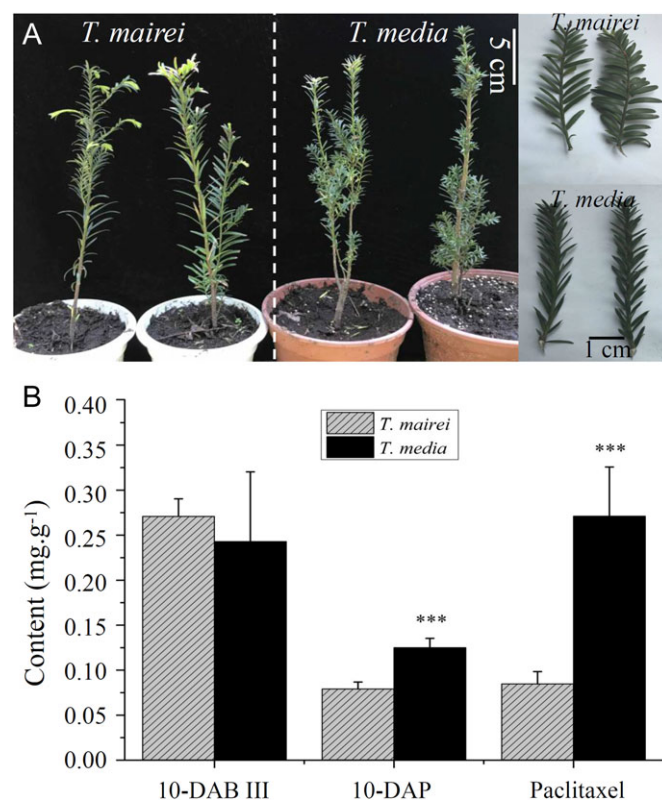 A
T. mairei
T. media
5 cm
T. mairei
T. media
1 cm
B
Content (mg.g-1)
0.40
0.30
0.30
0.25
0.20
0.15
0.10
0.05
0.00
T. mairei
T. media
***
***
10-DAB III
10-DAP
Paclitaxel